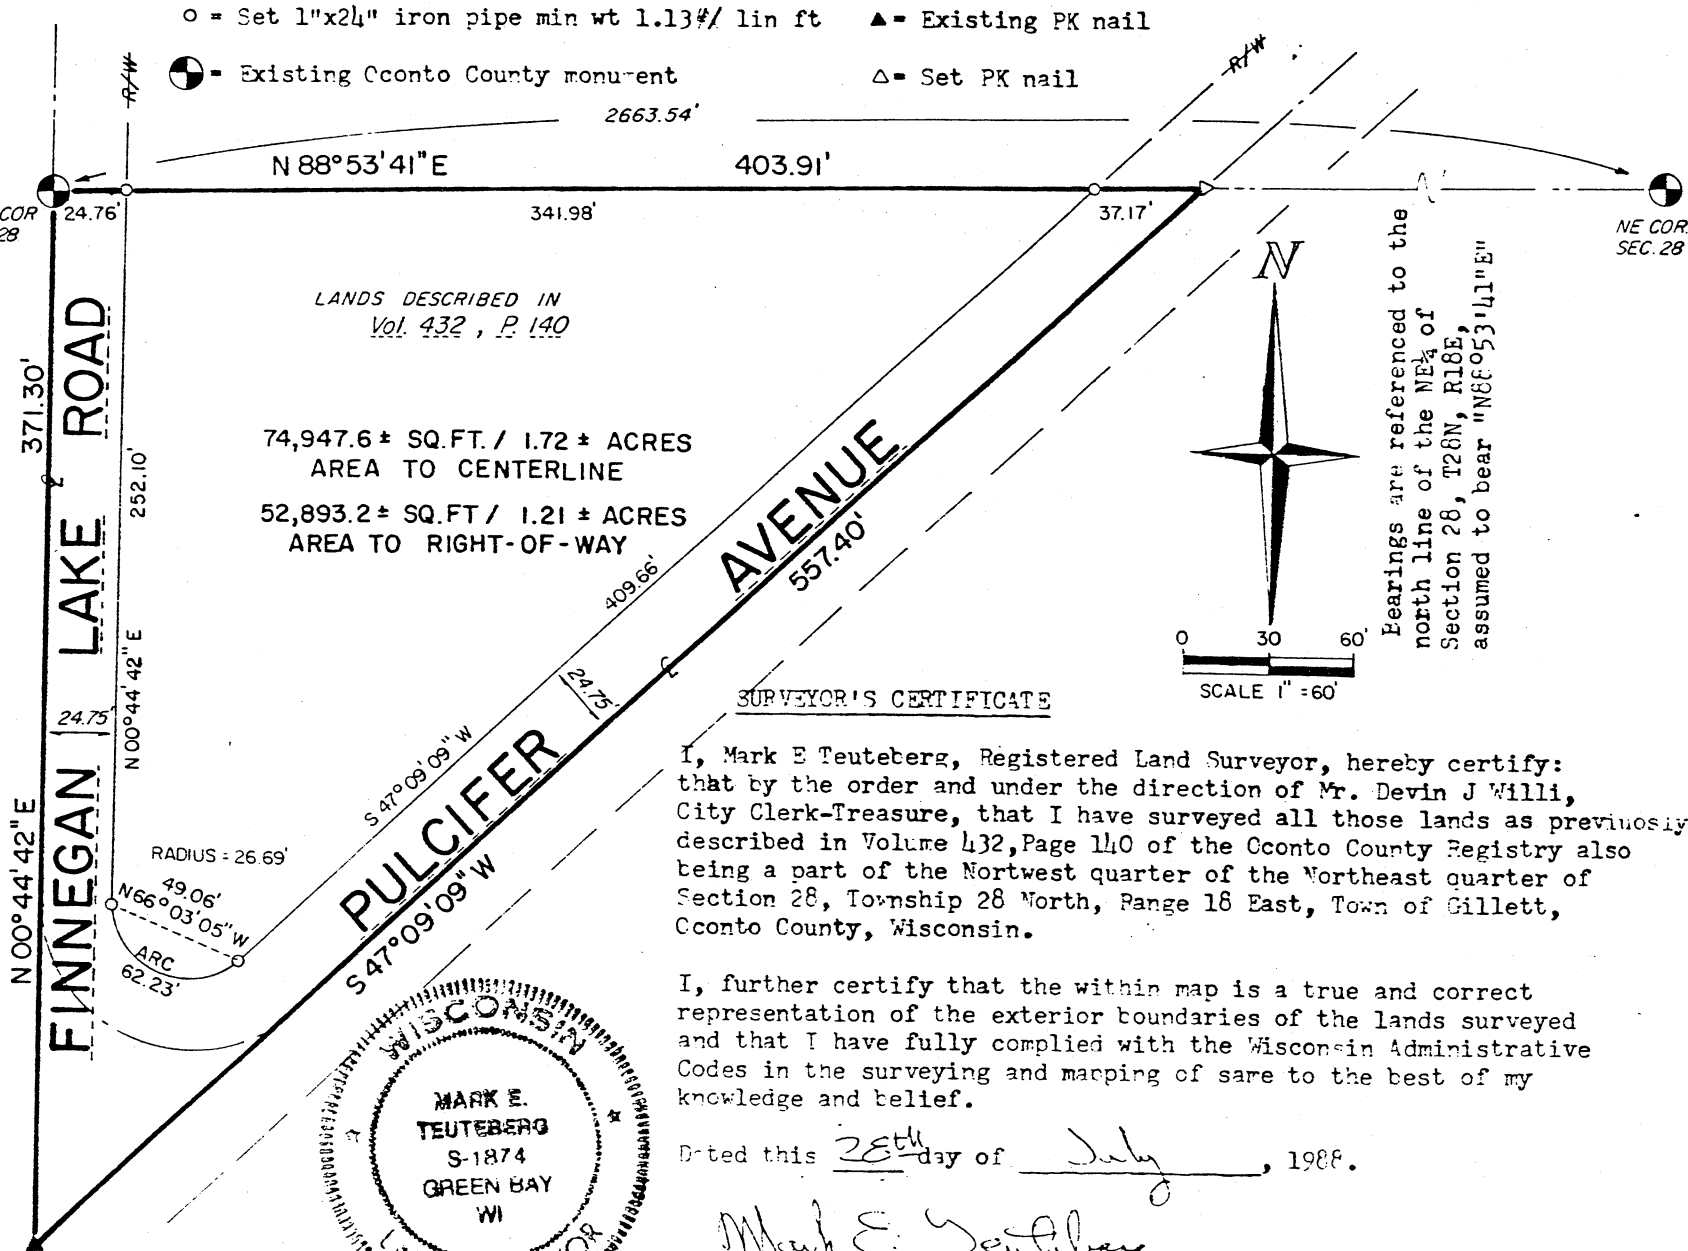 ○ = Set 1"x24" iron pipe min wt 1.13#/ lin ft
▲= Existing PK nail
= Existing Oconto County monument
△= Set PK nail
R/W
R/W
2663.54'
N 88°53'41"E
403.91'
COR
28
24.76'
341.98'
37.17'
NE COR.
SEC. 28
LANDS DESCRIBED IN
Vol. 432 , P. 140
N
Bearings are referenced to the
north line of the NE¼ of
Section 28, T28N, R18E,
assumed to bear "N88°53'41"E"
371.30'
FINNEGAN LAKE ROAD
252.10'
74,947.6± SQ.FT. / 1.72 ± ACRES
AREA TO CENTERLINE
52,893.2± SQ.FT / 1.21 ± ACRES
AREA TO RIGHT-OF-WAY
409.66'
PULCIFER AVENUE
557.40'
0 30 60'
SCALE 1" =60'
24.75'
24.75'
N 00°44'42" E
S 47°09'09" W
N 00°44'42" E
S 47°09'09" W
RADIUS = 26.69'
49.06'
N66°03'05"W
ARC
62.23'
SURVEYOR'S CERTIFICATE
I, Mark E Teuteberg, Registered Land Surveyor, hereby certify:
that by the order and under the direction of Mr. Devin J Willi,
City Clerk-Treasure, that I have surveyed all those lands as previuosly
described in Volume 432,Page 140 of the Oconto County Registry also
being a part of the Nortwest quarter of the Northeast quarter of
Section 28, Township 28 North, Range 18 East, Town of Gillett,
Oconto County, Wisconsin.
I, further certify that the within map is a true and correct
representation of the exterior boundaries of the lands surveyed
and that I have fully complied with the Wisconsin Administrative
Codes in the surveying and mapping of same to the best of my
knowledge and belief.
Dated this 28th day of July , 1988.
WISCONSIN
MARK E.
TEUTEBERG
S-1874
GREEN BAY
WI
Mark E. Teuteberg